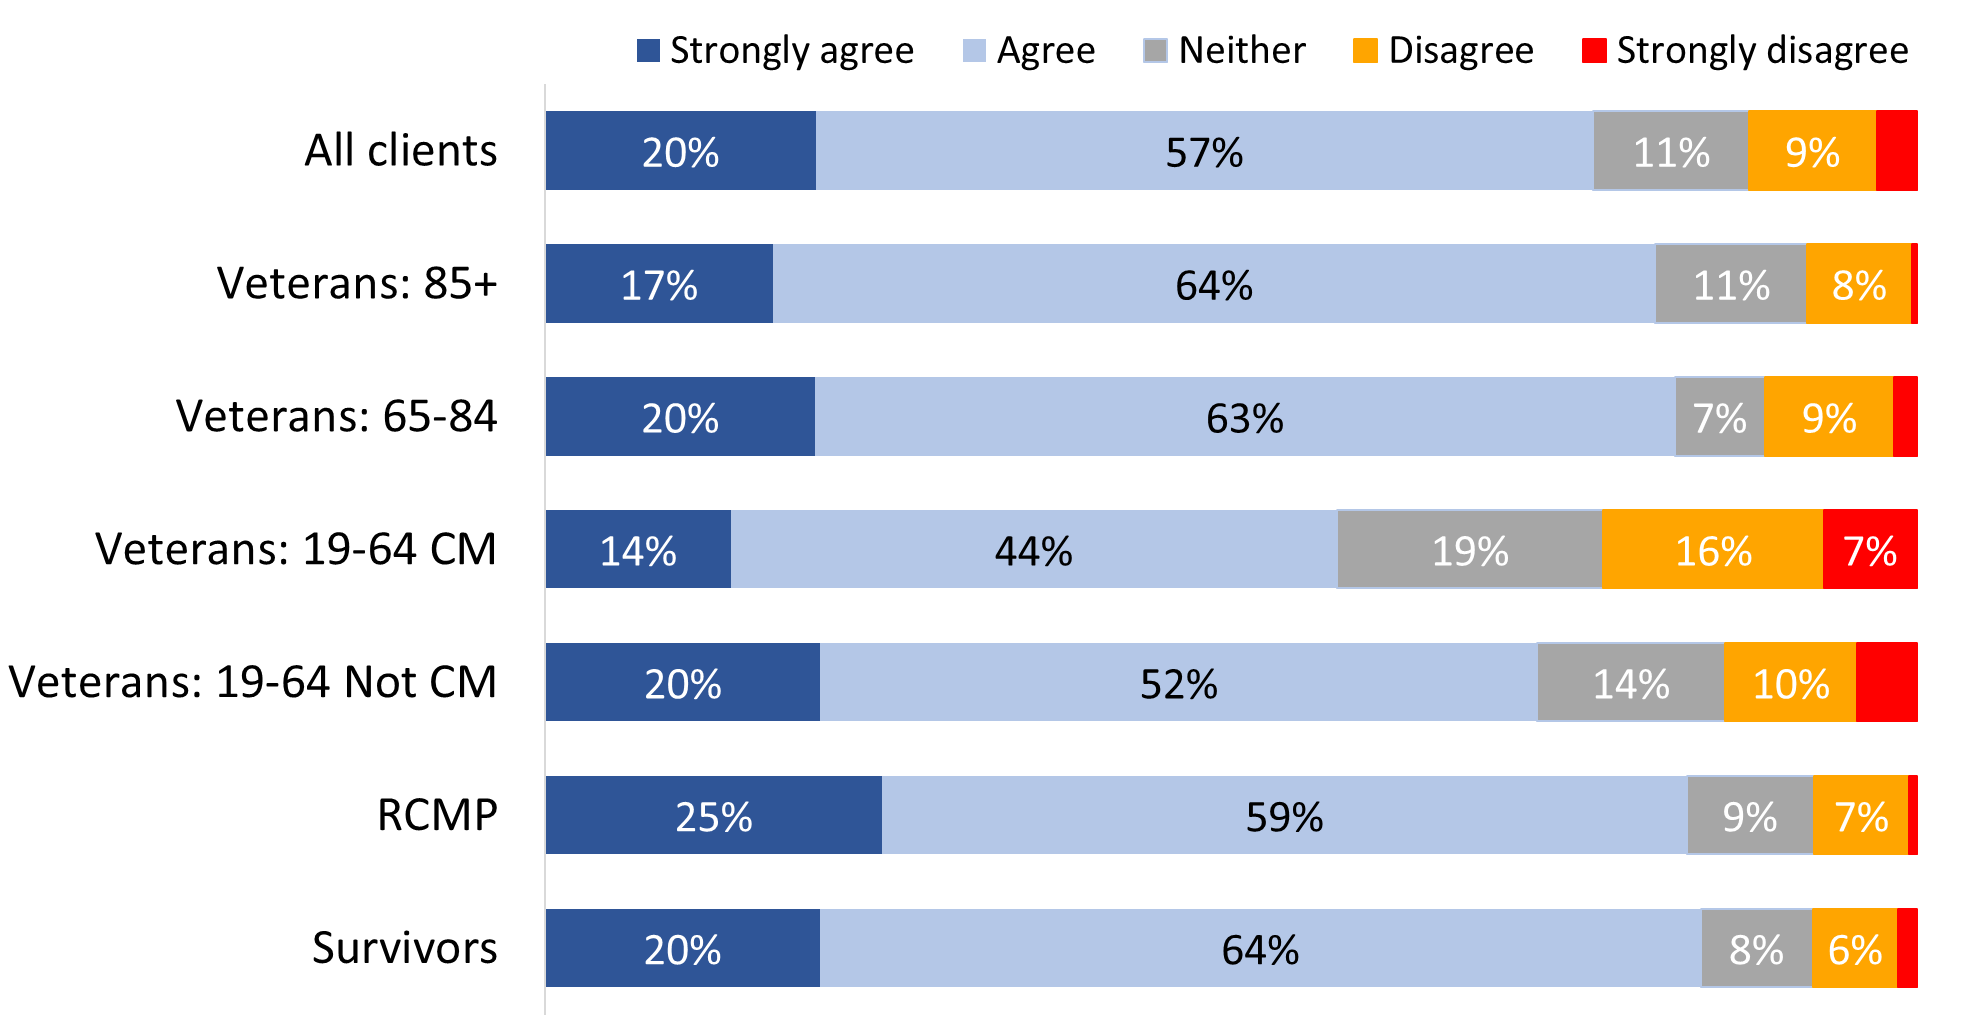 Strongly agree Agree Neither Disagree Strongly disagree
All clients 20% 57% 11% 9%
Veterans: 85+ 17% 64% 11% 8%
Veterans: 65-84 20% 63% 7% 9%
Veterans: 19-64 CM 14% 44% 19% 16% 7%
Veterans: 19-64 Not CM 20% 52% 14% 10%
RCMP 25% 59% 9% 7%
Survivors 20% 64% 8% 6%